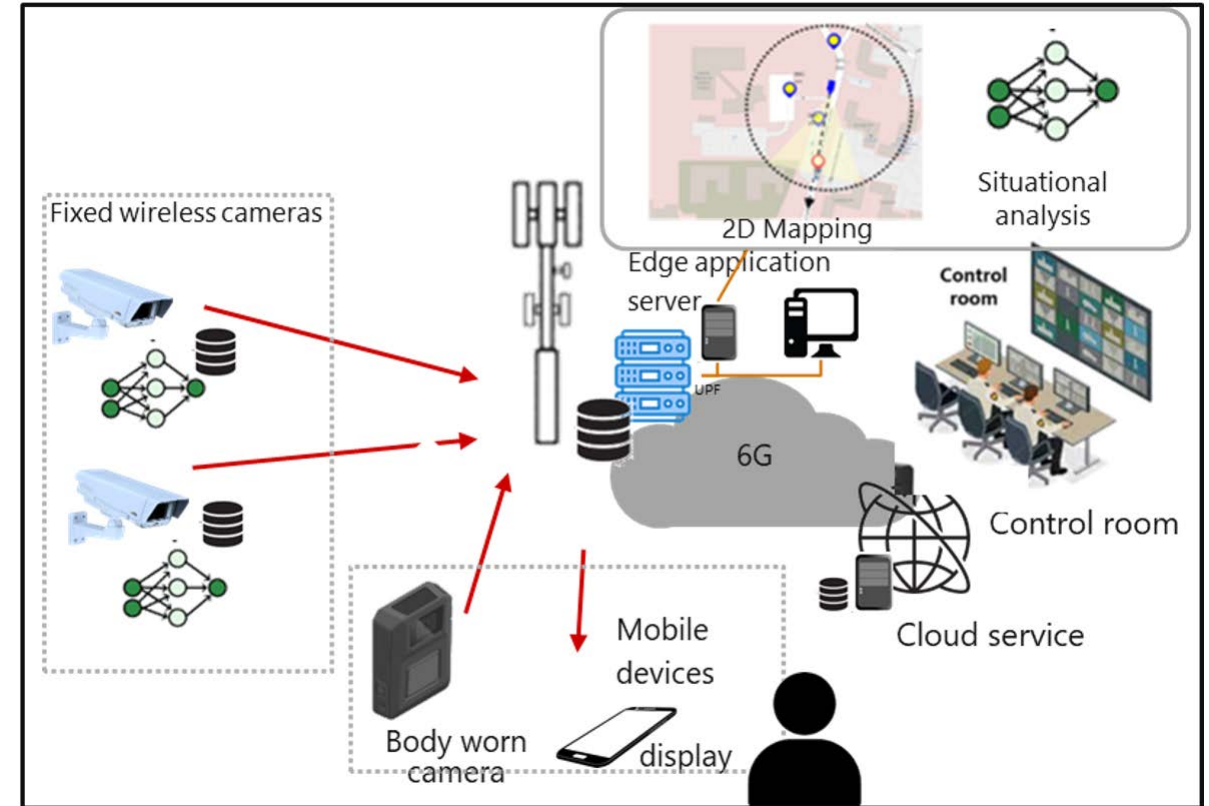 Fixed wireless cameras
2D Mapping
Situational
analysis
Edge application
server
UPF
6G
Control
room
Control room
Cloud service
Mobile
devices
display
Body worn
camera